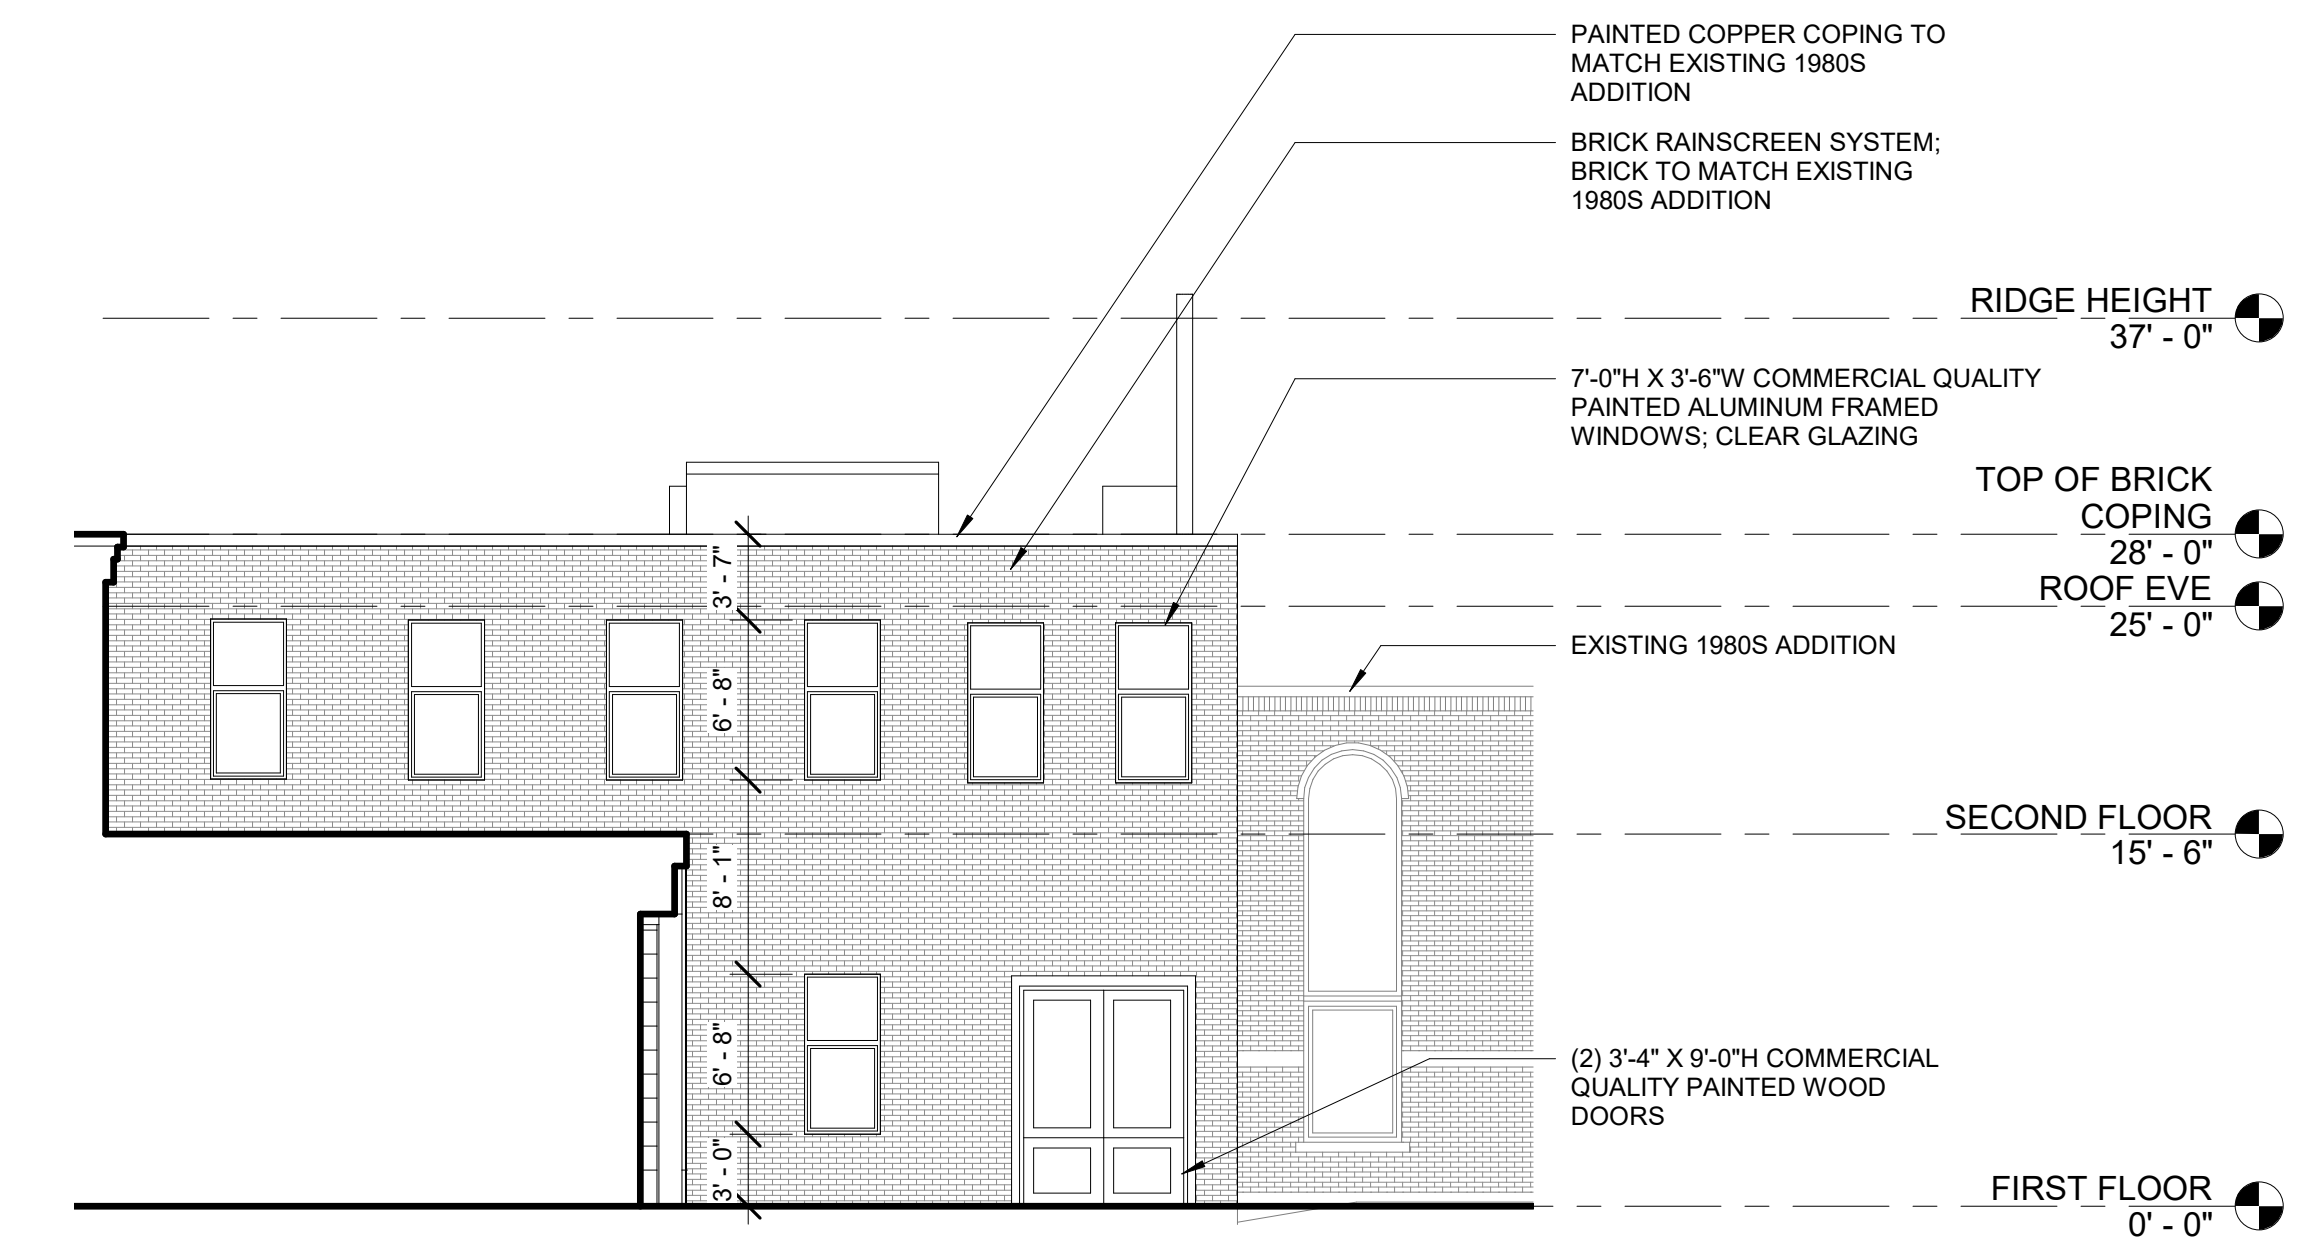 PAINTED COPPER COPING TO
MATCH EXISTING 1980S
ADDITION
BRICK RAINSCREEN SYSTEM;
BRICK TO MATCH EXISTING
1980S ADDITION
RIDGE HEIGHT
37' - 0"
7'-0"H X 3'-6"W COMMERCIAL QUALITY
PAINTED ALUMINUM FRAMED
WINDOWS; CLEAR GLAZING
TOP OF BRICK
COPING
28' - 0"
ROOF EVE
25' - 0"
EXISTING 1980S ADDITION
SECOND FLOOR
15' - 6"
(2) 3'-4" X 9'-0"H COMMERCIAL
QUALITY PAINTED WOOD
DOORS
FIRST FLOOR
0' - 0"
3' - 7"
6' - 8"
8' - 1"
6' - 8"
3' - 0"